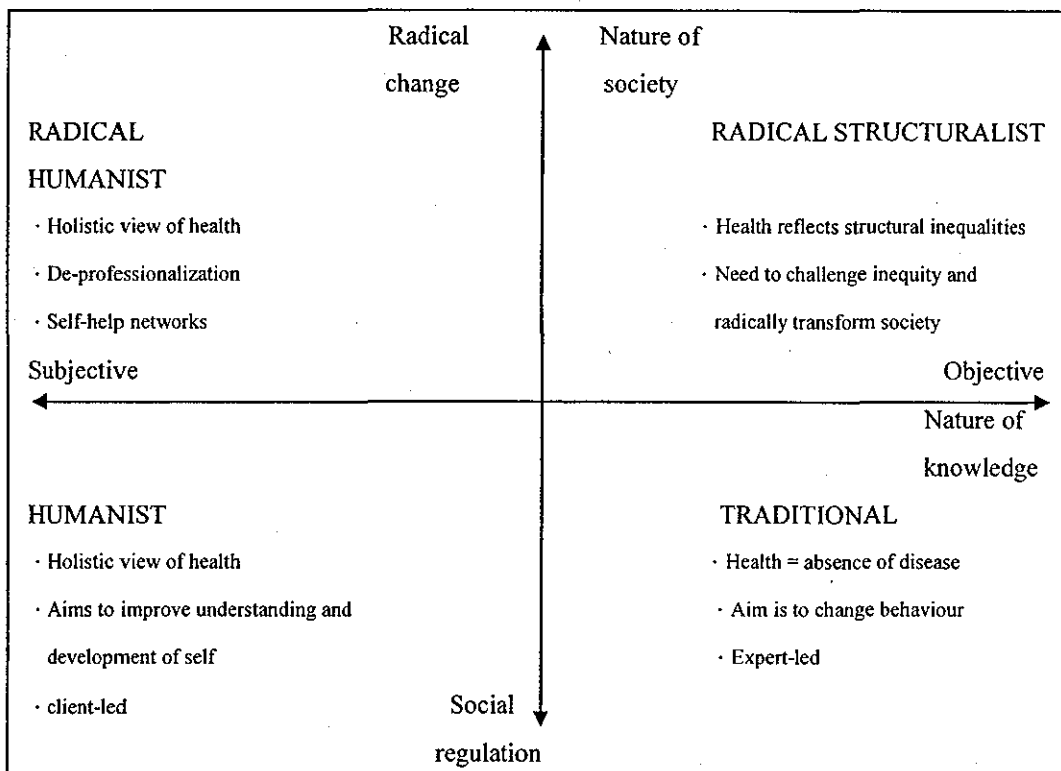 Radical
change
Nature of
society
RADICAL
HUMANIST
· Holistic view of health
· De-professionalization
· Self-help networks
RADICAL STRUCTURALIST
· Health reflects structural inequalities
· Need to challenge inequity and
radically transform society
Subjective
Objective
Nature of
knowledge
HUMANIST
· Holistic view of health
· Aims to improve understanding and
development of self
· client-led
TRADITIONAL
· Health = absence of disease
· Aim is to change behaviour
· Expert-led
Social
regulation